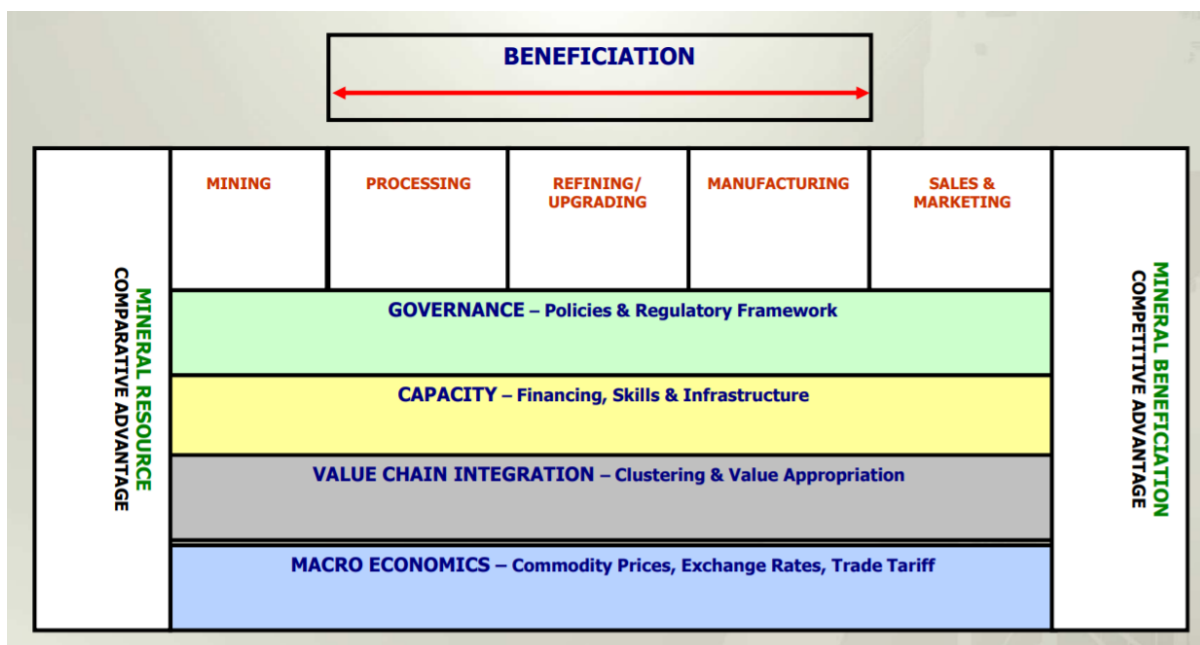 BENEFICIATION
MINING
PROCESSING
REFINING/
UPGRADING
MANUFACTURING
SALES &
MARKETING
MINERAL RESOURCE
COMPARATIVE ADVANTAGE
GOVERNANCE – Policies & Regulatory Framework
CAPACITY – Financing, Skills & Infrastructure
VALUE CHAIN INTEGRATION – Clustering & Value Appropriation
MACRO ECONOMICS – Commodity Prices, Exchange Rates, Trade Tariff
MINERAL BENEFICIATION
COMPETITIVE ADVANTAGE